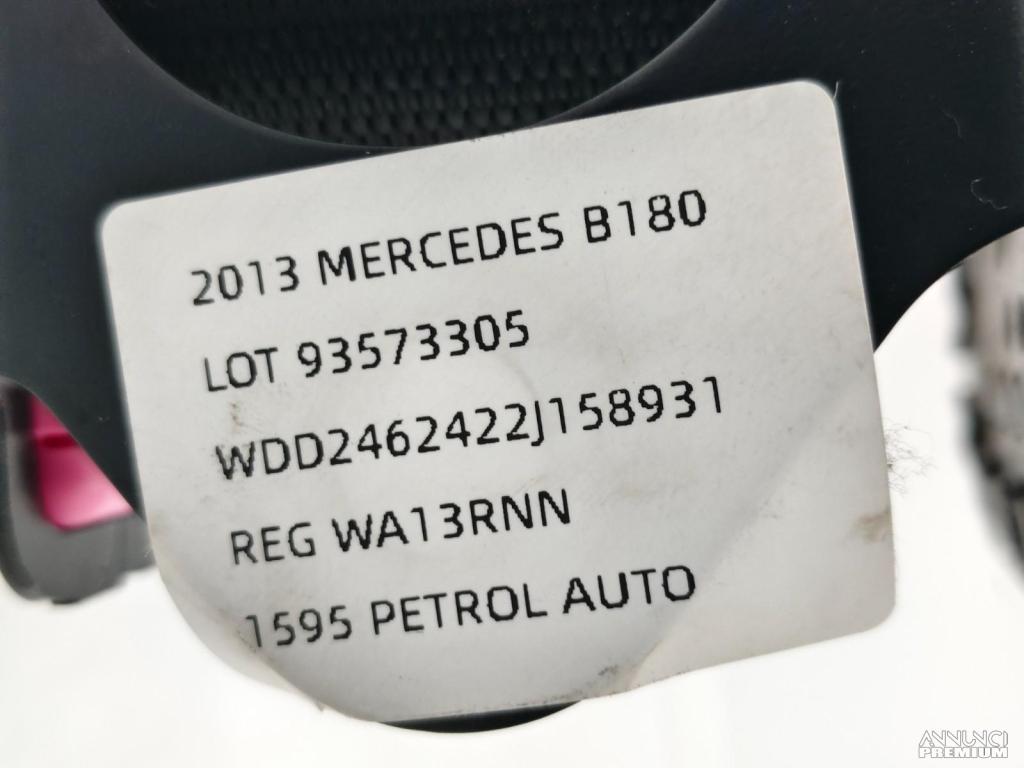 2013 MERCEDES B180
LOT 93573305
WDD2462422J158931
REG WA13RNN
1595 PETROL AUTO
ANNUNCI
PREMIUM